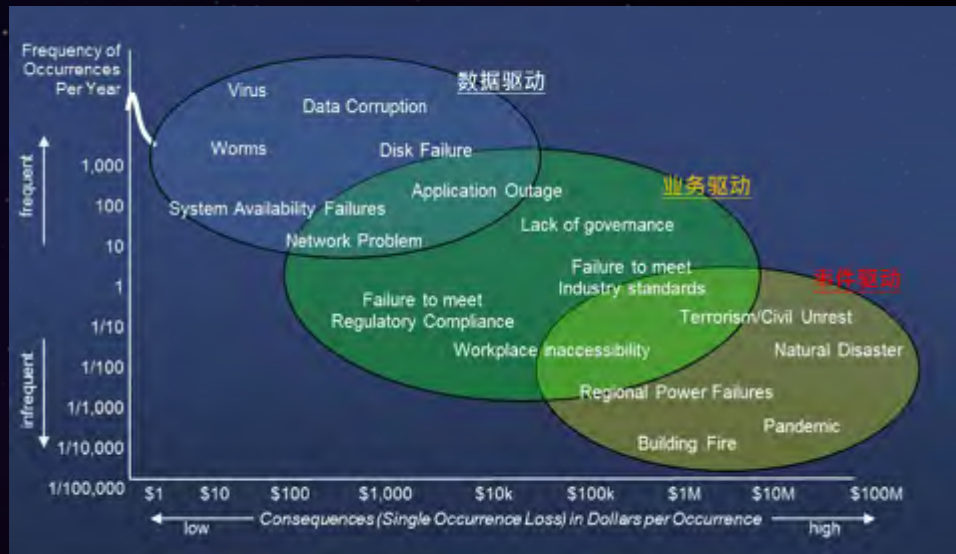 Frequency of
Occurrences
Per Year
数据驱动
Virus
Data Corruption
Worms
Disk Failure
1,000
frequent
Application Outage
业务驱动
100
System Availability Failures
Lack of governance
10
Network Problem
Failure to meet
Industry standards
事件驱动
1
Failure to meet
Regulatory Compliance
Terrorism/Civil Unrest
1/10
Workplace inaccessibility
Natural Disaster
1/100
infrequent
Regional Power Failures
1/1,000
Pandemic
Building Fire
1/10,000
1/100,000
$1 $10 $100 $1,000 $10k $100k $1M $10M $100M
low Consequences (Single Occurrence Loss) in Dollars per Occurrence high